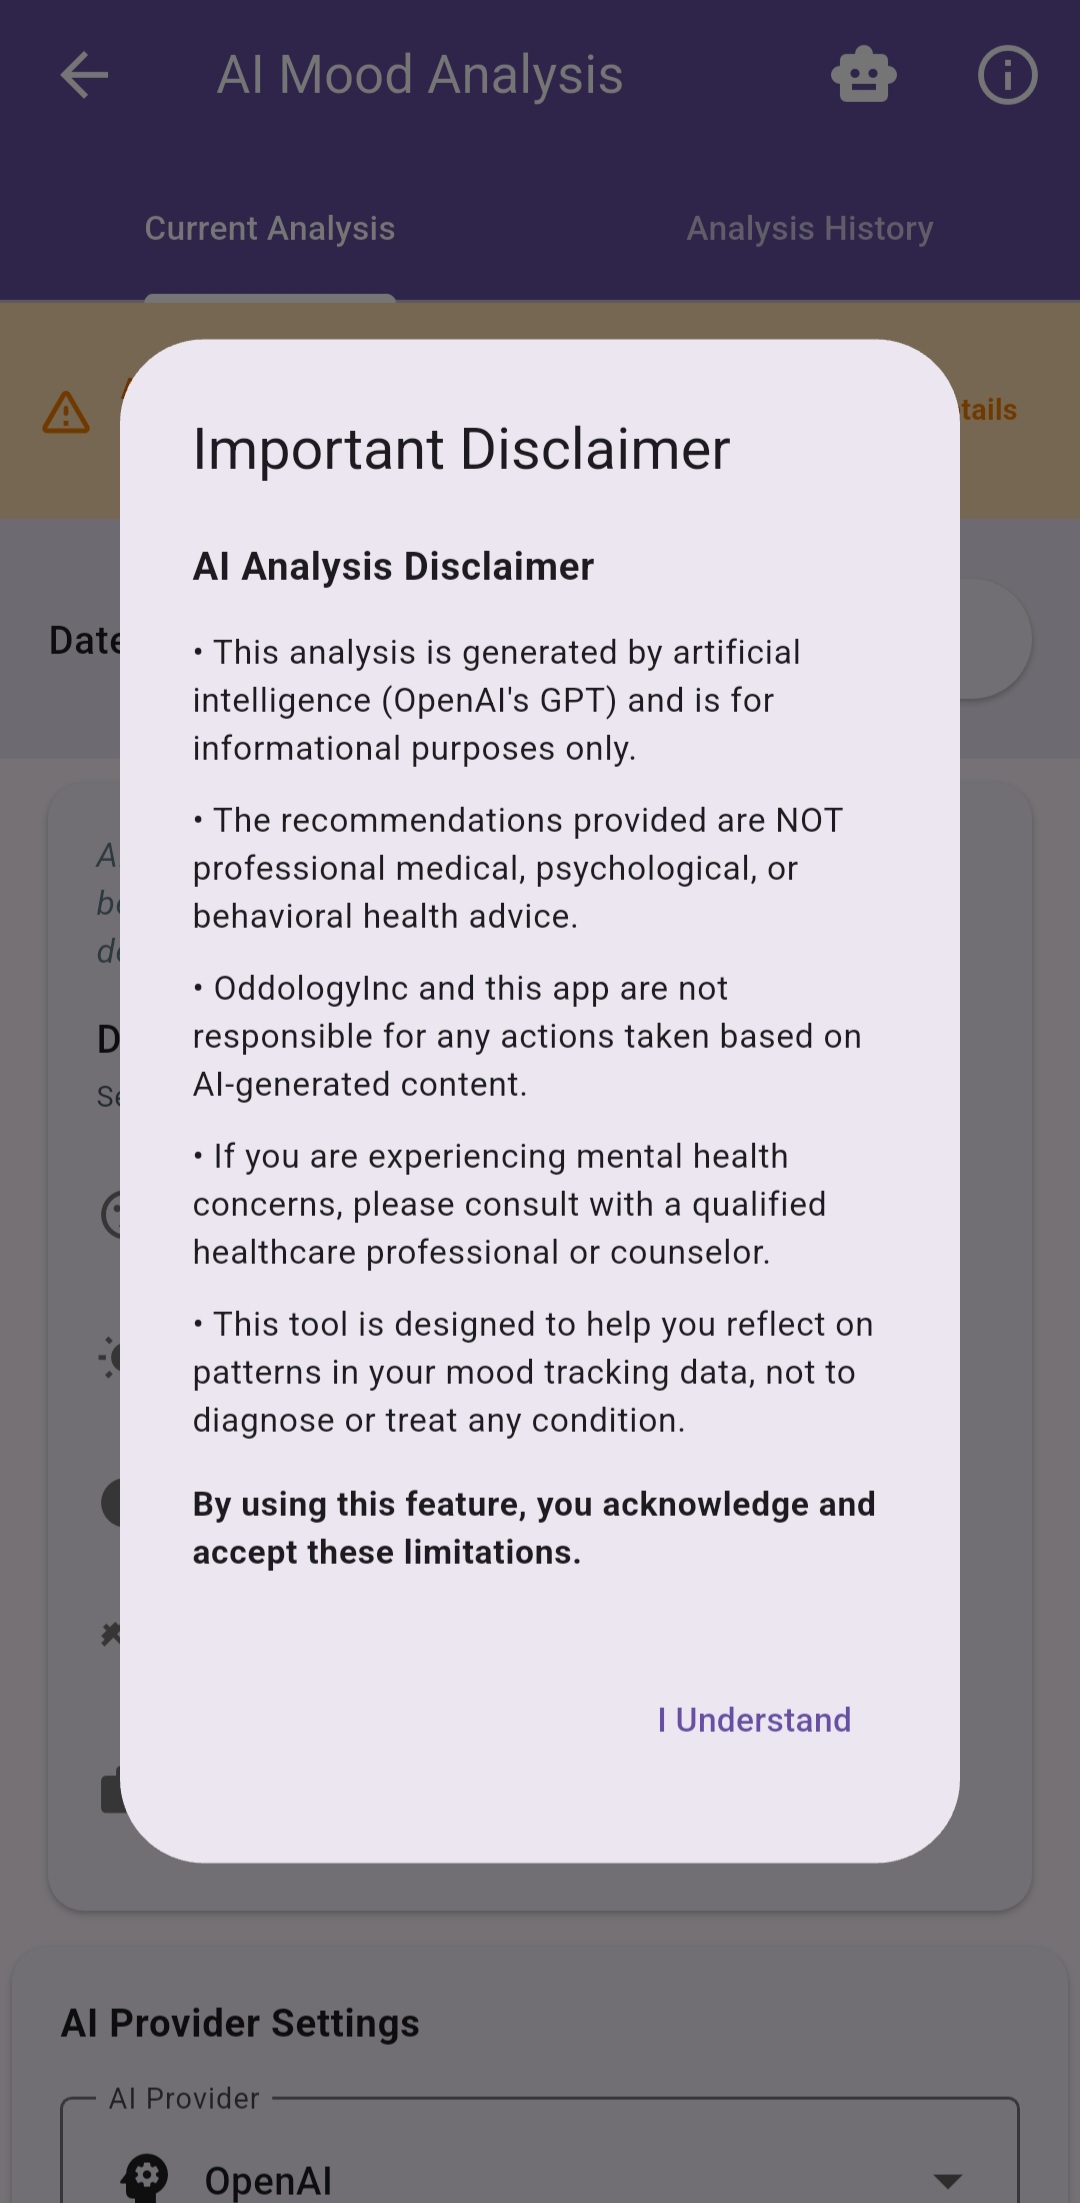 AI Mood Analysis
Current Analysis
Analysis History
Important Disclaimer
AI Analysis Disclaimer
• This analysis is generated by artificial
intelligence (OpenAI's GPT) and is for
informational purposes only.
• The recommendations provided are NOT
professional medical, psychological, or
behavioral health advice.
• OddologyInc and this app are not
responsible for any actions taken based on
AI-generated content.
• If you are experiencing mental health
concerns, please consult with a qualified
healthcare professional or counselor.
• This tool is designed to help you reflect on
patterns in your mood tracking data, not to
diagnose or treat any condition.
By using this feature, you acknowledge and
accept these limitations.
I Understand
Date
AI Provider Settings
AI Provider
OpenAI